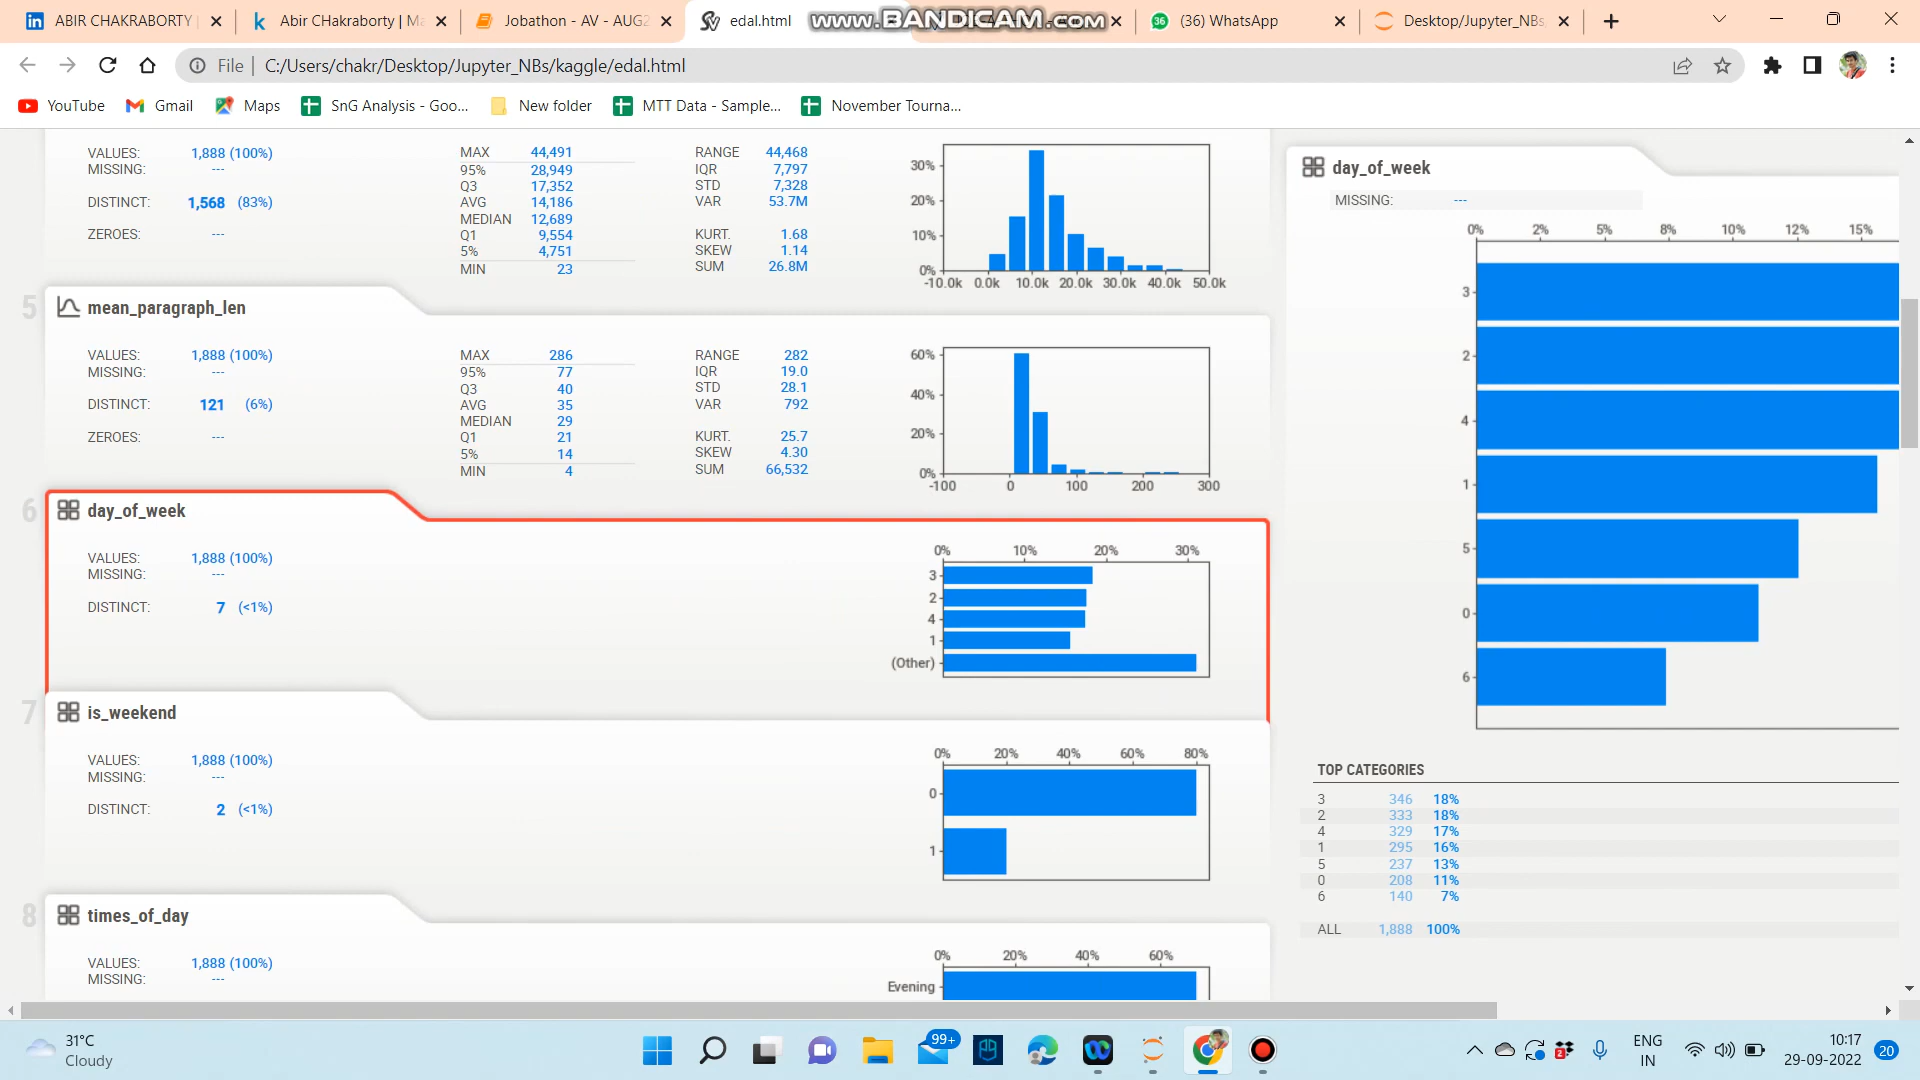 ABIR CHAKRABORTY
Abir CHakraborty | Ma
Jobathon - AV - AUG2
edal.html
www.BANDICAM.com
(36) WhatsApp
Desktop/Jupyter_NBs
File | C:/Users/chakr/Desktop/Jupyter_NBs/kaggle/edal.html
YouTube
Gmail
Maps
SnG Analysis - Goo...
New folder
MTT Data - Sample...
November Tourna...
VALUES: 1,888 (100%)
MISSING: ---
DISTINCT: 1,568 (83%)
ZEROES: ---
MAX 44,491
95% 28,949
Q3 17,352
AVG 14,186
MEDIAN 12,689
Q1 9,554
5% 4,751
MIN 23
RANGE 44,468
IQR 7,797
STD 7,328
VAR 53.7M
KURT. 1.68
SKEW 1.14
SUM 26.8M
30%
20%
10%
0%
-10.0k 0.0k 10.0k 20.0k 30.0k 40.0k 50.0k
5 mean_paragraph_len
VALUES: 1,888 (100%)
MISSING: ---
DISTINCT: 121 (6%)
ZEROES: ---
MAX 286
95% 77
Q3 40
AVG 35
MEDIAN 29
Q1 21
5% 14
MIN 4
RANGE 282
IQR 19.0
STD 28.1
VAR 792
KURT. 25.7
SKEW 4.30
SUM 66,532
60%
40%
20%
0%
-100 0 100 200 300
6 day_of_week
VALUES: 1,888 (100%)
MISSING: ---
DISTINCT: 7 (<1%)
0% 10% 20% 30%
3
2
4
1
(Other)
7 is_weekend
VALUES: 1,888 (100%)
MISSING: ---
DISTINCT: 2 (<1%)
0% 20% 40% 60% 80%
0
1
8 times_of_day
VALUES: 1,888 (100%)
MISSING: ---
0% 20% 40% 60%
Evening
day_of_week
MISSING: ---
0% 2% 5% 8% 10% 12% 15%
3
2
4
1
5
0
6
TOP CATEGORIES
3 346 18%
2 333 18%
4 329 17%
1 295 16%
5 237 13%
0 208 11%
6 140 7%
ALL 1,888 100%
31°C
Cloudy
99+
ENG
IN
10:17
29-09-2022
20